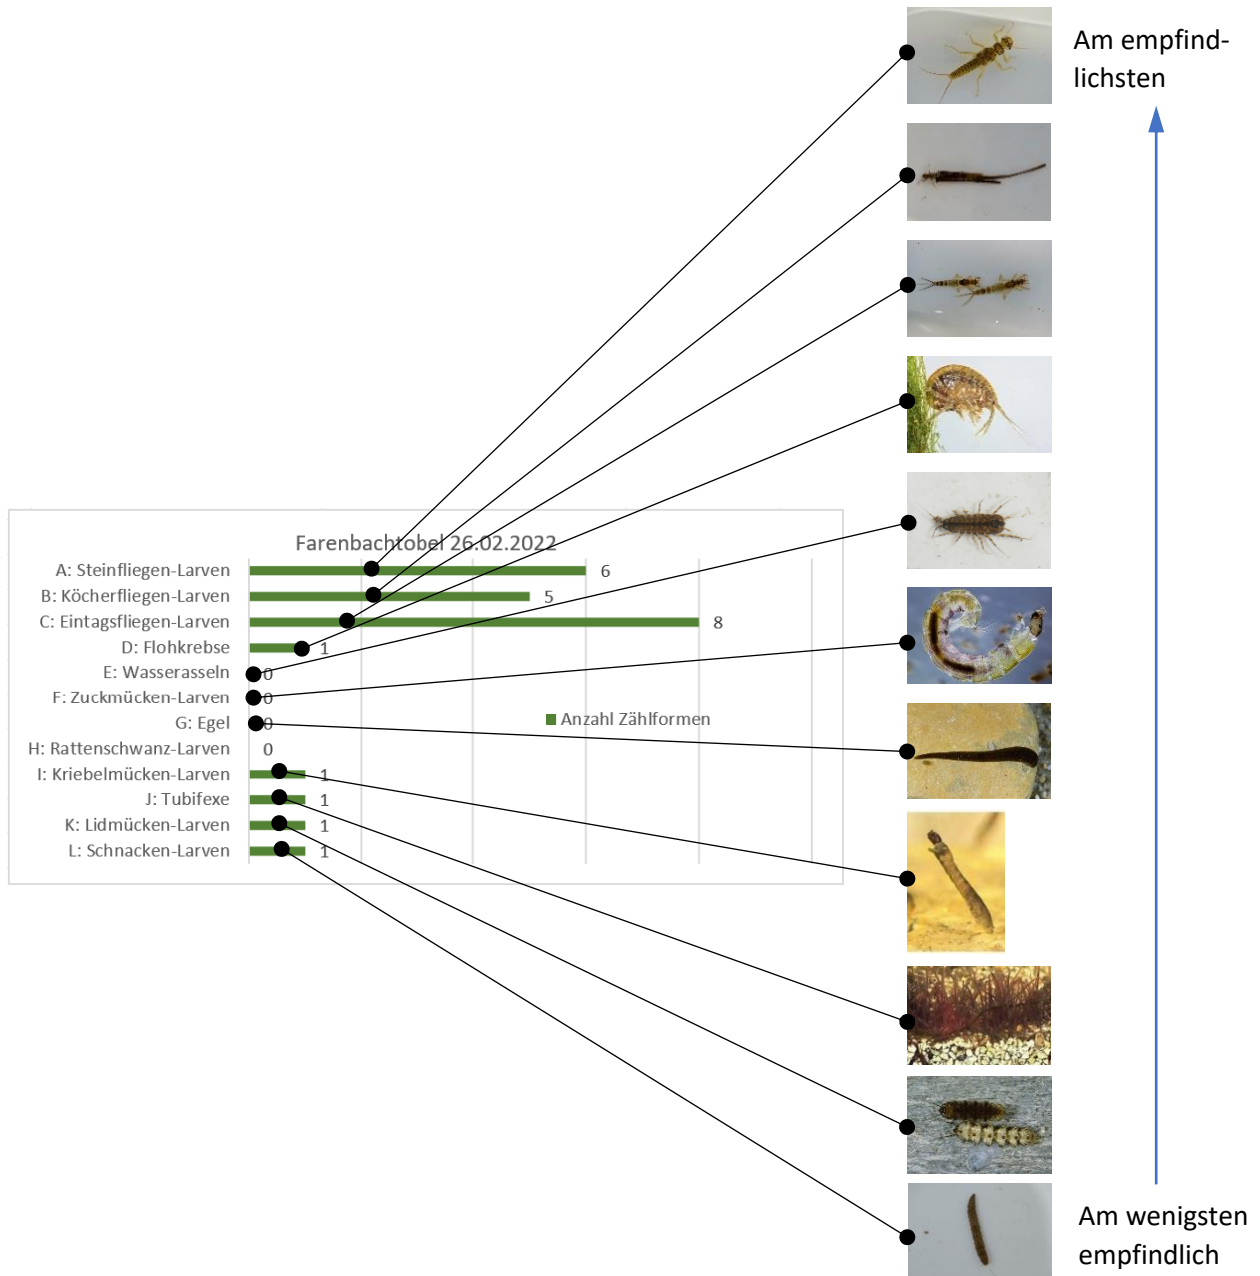 Am empfind-
lichsten
Farenbachtobel 26.02.2022
A: Steinfliegen-Larven 6
B: Köcherfliegen-Larven 5
C: Eintagsfliegen-Larven 8
D: Flohkrebse 1
E: Wasserasseln 0
F: Zuckmücken-Larven 0
G: Egel 0
Anzahl Zählformen
H: Rattenschwanz-Larven 0
I: Kriebelmücken-Larven 1
J: Tubifexe 1
K: Lidmücken-Larven 1
L: Schnacken-Larven 1
Am wenigsten
empfindlich